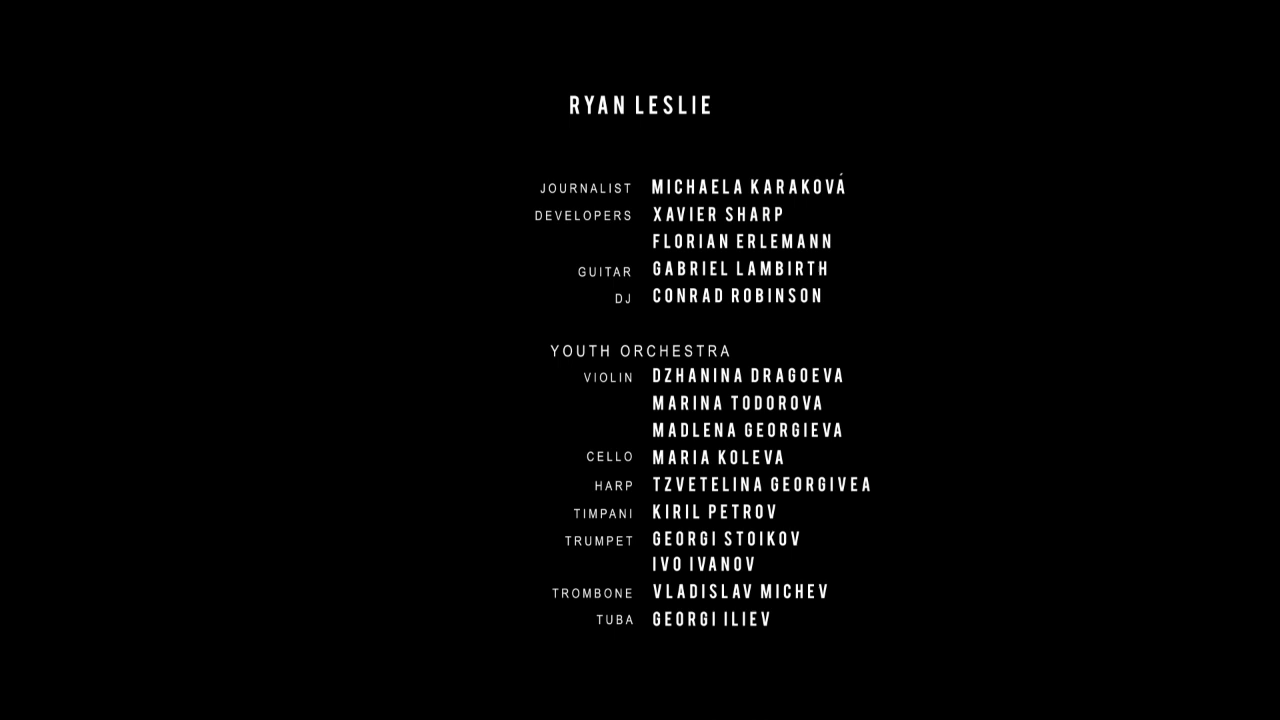 RYAN LESLIE
JOURNALIST MICHAELA KARAKOVÁ
DEVELOPERS XAVIER SHARP
FLORIAN ERLEMANN
GUITAR GABRIEL LAMBIRTH
DJ CONRAD ROBINSON
YOUTH ORCHESTRA
VIOLIN DZHANINA DRAGOEVA
MARINA TODOROVA
MADLENA GEORGIEVA
CELLO MARIA KOLEVA
HARP TZVETELINA GEORGIVEA
TIMPANI KIRIL PETROV
TRUMPET GEORGI STOIKOV
IVO IVANOV
TROMBONE VLADISLAV MICHEV
TUBA GEORGI ILIEV